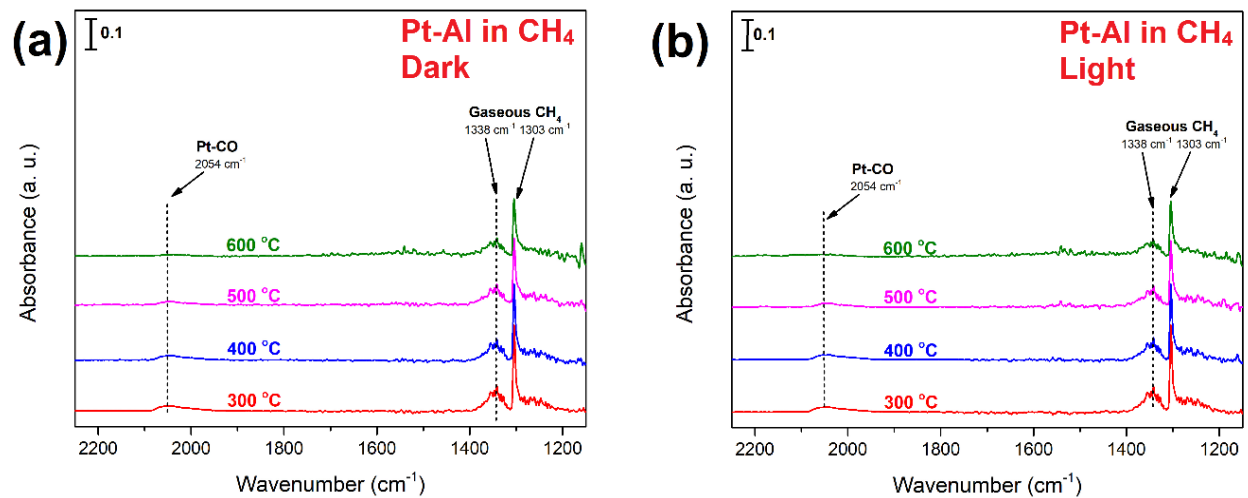 (a)
0.1
Pt-Al in CH₄
Dark
Gaseous CH₄
1338 cm⁻¹ 1303 cm⁻¹
Pt-CO
2054 cm⁻¹
600 °C
500 °C
400 °C
300 °C
Absorbance (a. u.)
2200 2000 1800 1600 1400 1200
Wavenumber (cm⁻¹)
(b)
0.1
Pt-Al in CH₄
Light
Gaseous CH₄
1338 cm⁻¹ 1303 cm⁻¹
Pt-CO
2054 cm⁻¹
600 °C
500 °C
400 °C
300 °C
Absorbance (a. u.)
2200 2000 1800 1600 1400 1200
Wavenumber (cm⁻¹)